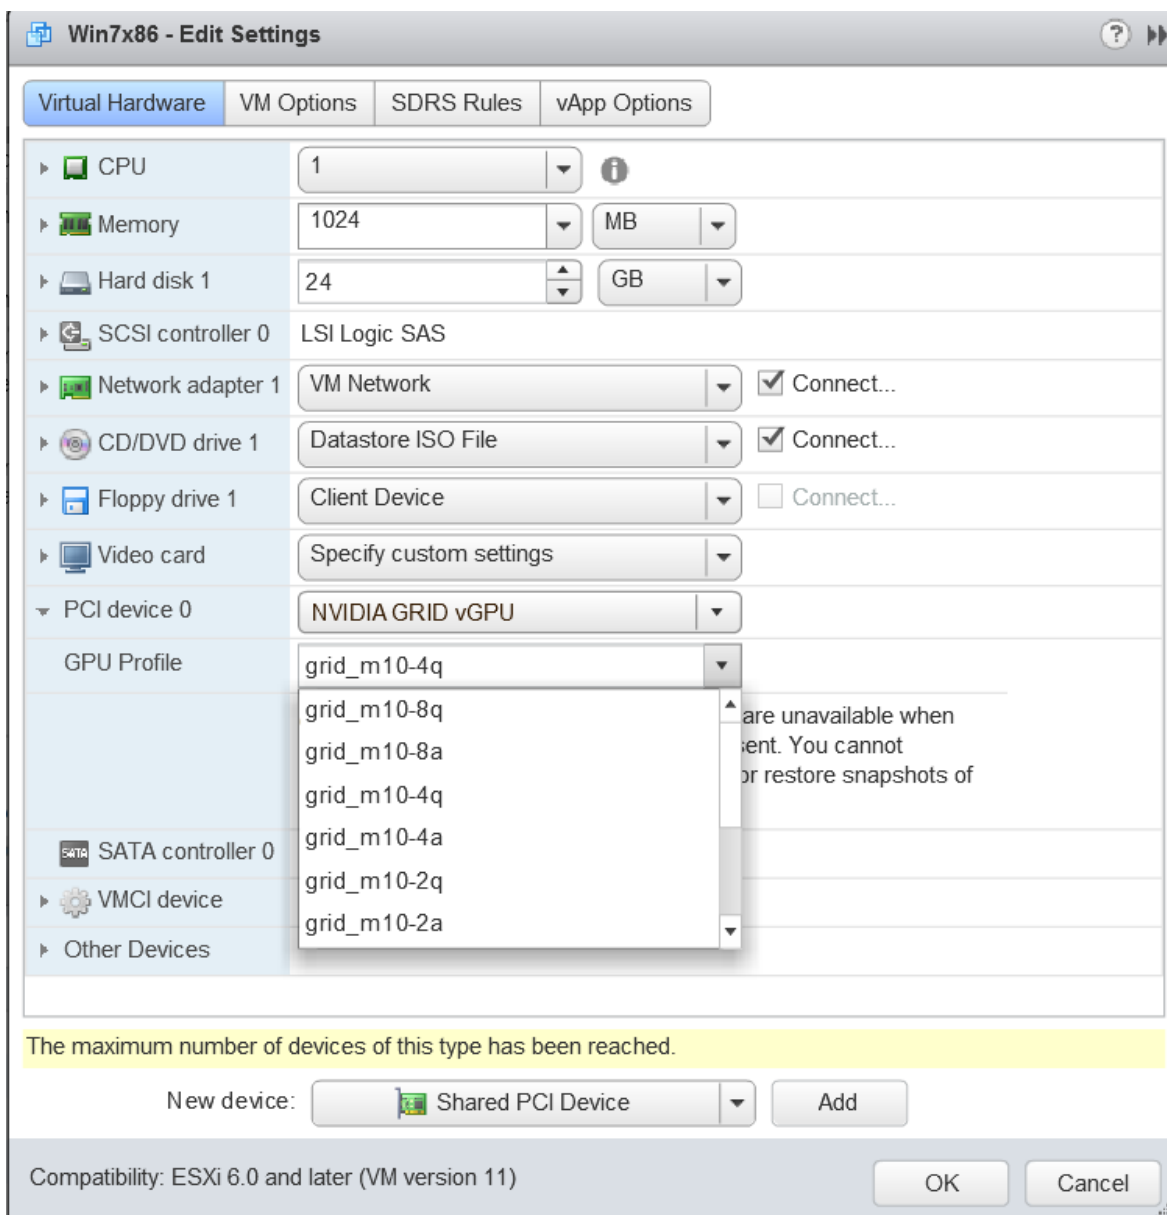 Win7x86 - Edit Settings ?
Virtual Hardware VM Options SDRS Rules vApp Options
CPU 1
Memory 1024 MB
Hard disk 1 24 GB
SCSI controller 0 LSI Logic SAS
Network adapter 1 VM Network Connect...
CD/DVD drive 1 Datastore ISO File Connect...
Floppy drive 1 Client Device Connect...
Video card Specify custom settings
PCI device 0 NVIDIA GRID vGPU
GPU Profile grid_m10-4q
grid_m10-8q
are unavailable when
grid_m10-8a
sent. You cannot
or restore snapshots of
grid_m10-4q
grid_m10-4a
SATA SATA controller 0
grid_m10-2q
VMCI device
grid_m10-2a
Other Devices
The maximum number of devices of this type has been reached.
New device: Shared PCI Device Add
Compatibility: ESXi 6.0 and later (VM version 11) OK Cancel